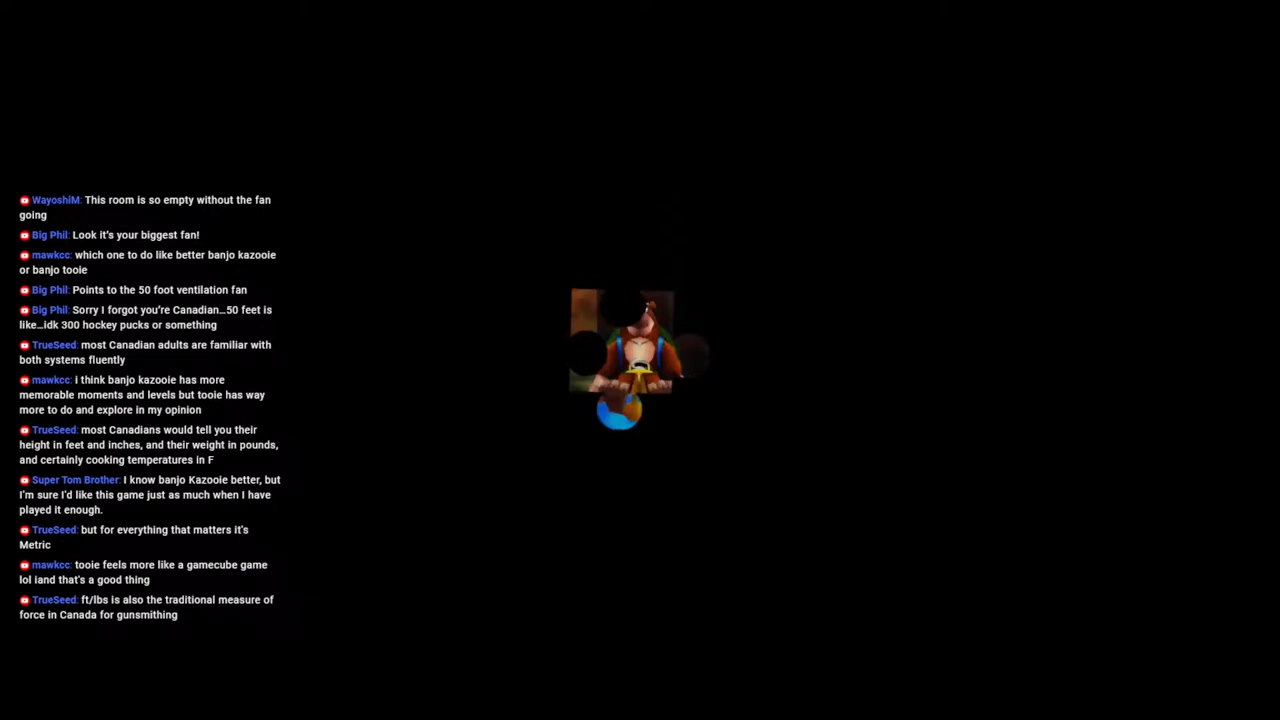 WayoshiM: This room is so empty without the fan
going
Big Phil: Look it's your biggest fan!
mawkcc: which one to do like better banjo kazooie
or banjo tooie
Big Phil: Points to the 50 foot ventilation fan
Big Phil: Sorry I forgot you're Canadian…50 feet is
like…idk 300 hockey pucks or something
TrueSeed: most Canadian adults are familiar with
both systems fluently
mawkcc: i think banjo kazooie has more
memorable moments and levels but tooie has way
more to do and explore in my opinion
TrueSeed: most Canadians would tell you their
height in feet and inches, and their weight in pounds,
and certainly cooking temperatures in F
Super Tom Brother: I know banjo Kazooie better, but
I'm sure I'd like this game just as much when I have
played it enough.
TrueSeed: but for everything that matters it's
Metric
mawkcc: tooie feels more like a gamecube game
lol iand that's a good thing
TrueSeed: ft/lbs is also the traditional measure of
force in Canada for gunsmithing